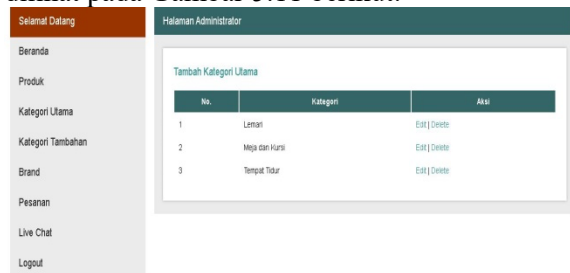 Selamat Datang
Beranda
Produk
Kategori Utama
Kategori Tambahan
Brand
Pesanan
Live Chat
Logout
Halaman Administrator
Tambah Kategori Utama
No. Kategori Aksi
1 Lemari Edit | Delete
2 Meja dan Kursi Edit | Delete
3 Tempat Tidur Edit | Delete